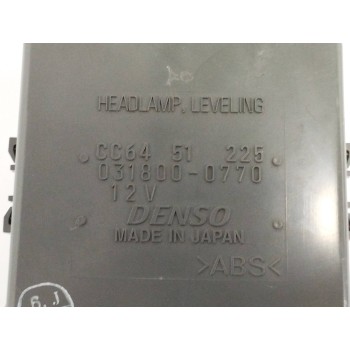 HEADLAMP. LEVELING
CC64 51 225
031800-0770
12V
DENSO
MADE IN JAPAN
>ABS<